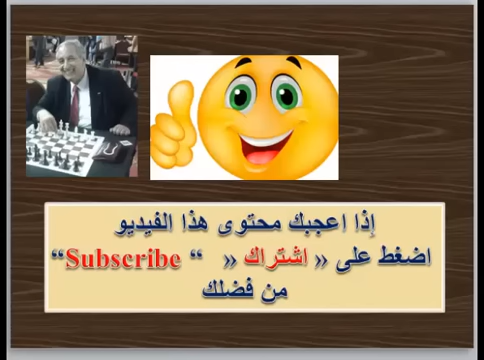 إذا اعجبك محتوى هذا الفيديو
اضغط على « اشتراك « “ Subscribe“
من فضلك